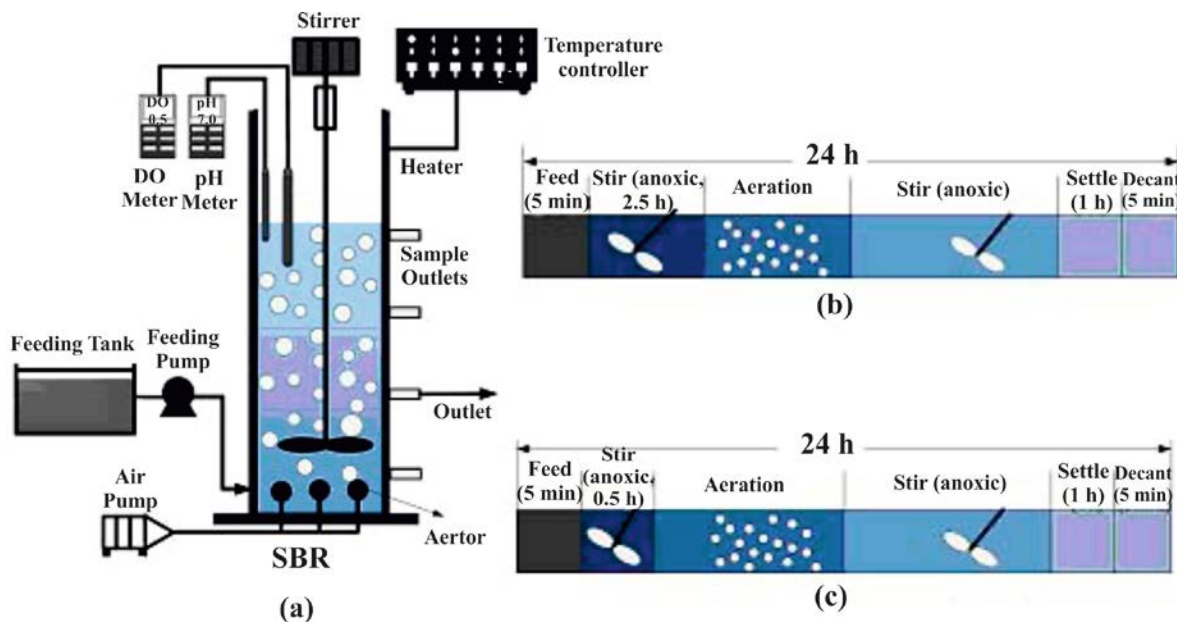 Stirrer
Temperature
controller
DO
0.5
pH
7.0
DO
Meter
pH
Meter
Heater
Sample
Outlets
Feeding Tank
Feeding
Pump
Outlet
Air
Pump
Aertor
SBR
(a)
24 h
Feed
(5 min)
Stir (anoxic,
2.5 h)
Aeration
Stir (anoxic)
Settle
(1 h)
Decant
(5 min)
(b)
24 h
Feed
(5 min)
Stir
(anoxic,
0.5 h)
Aeration
Stir (anoxic)
Settle
(1 h)
Decant
(5 min)
(c)